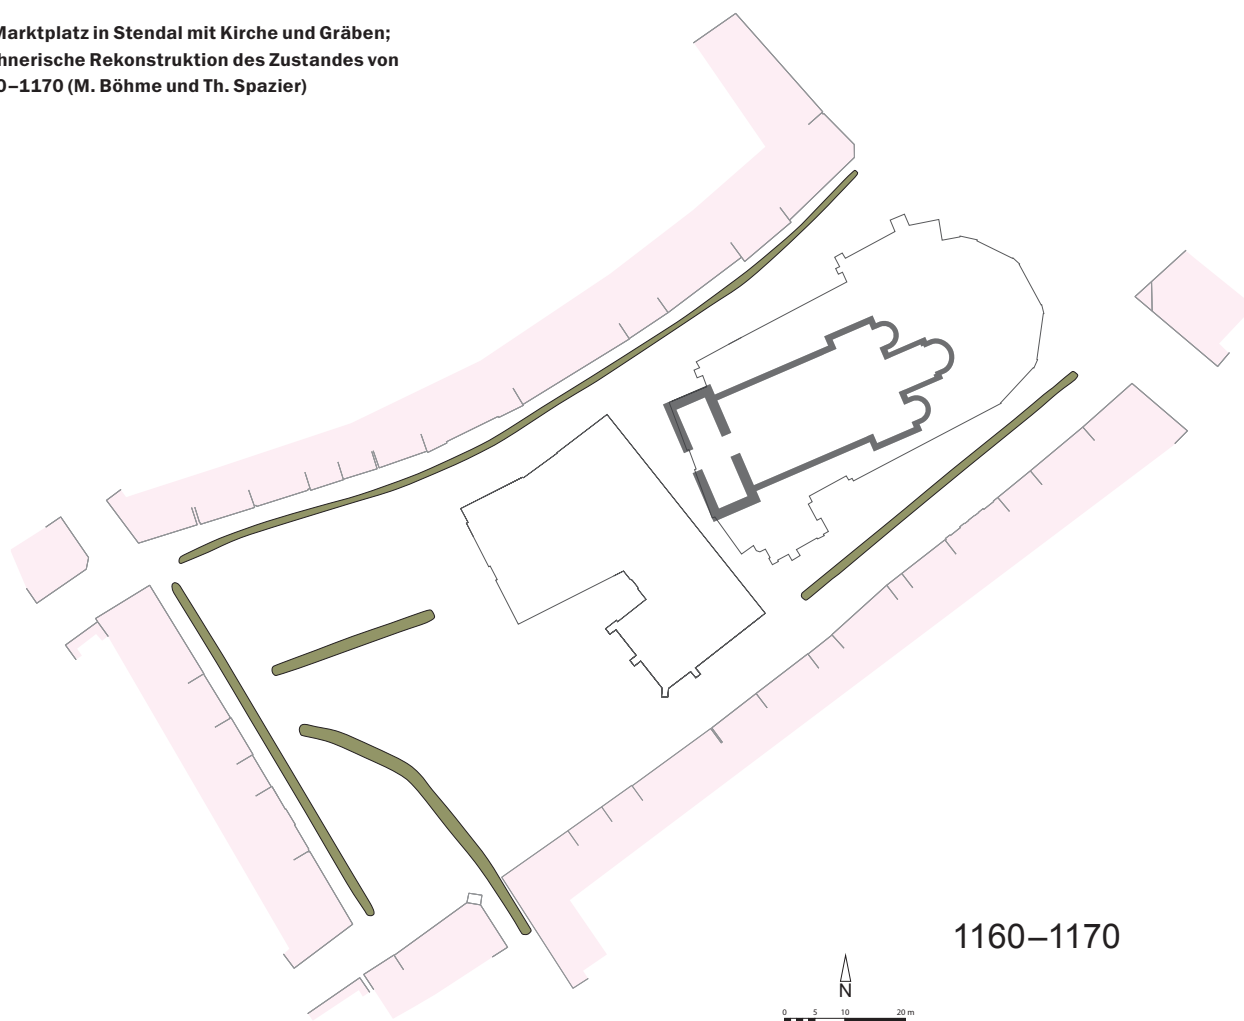 Marktplatz in Stendal mit Kirche und Gräben;
hnerische Rekonstruktion des Zustandes von
0–1170 (M. Böhme und Th. Spazier)
1160–1170
N
0 5 10 20 m